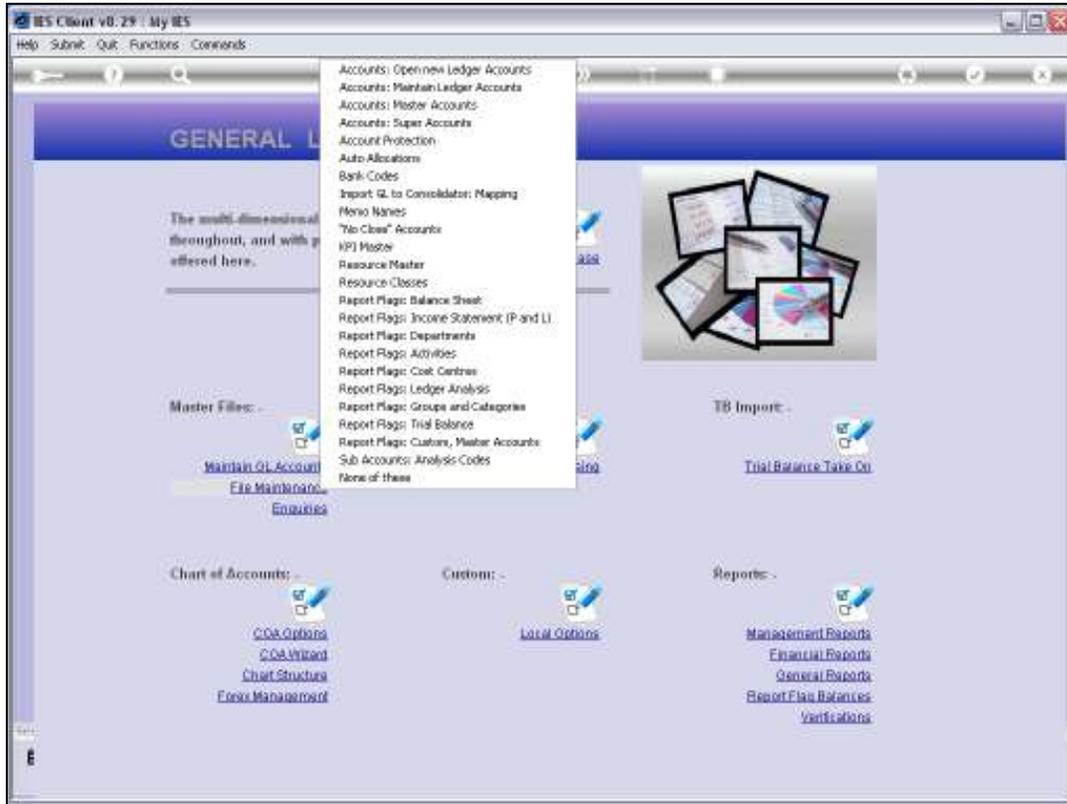 IES Client v8.29 : My IES
Help Submit Quit Functions Commands
GENERAL L
The multi-dimensional
throughout, and with p
offered here.
Accounts: Open new Ledger Accounts
Accounts: Maintain Ledger Accounts
Accounts: Master Accounts
Accounts: Super Accounts
Account Protection
Auto Allocations
Bank Codes
Import GL to Consolidator: Mapping
Memo Names
"No Close" Accounts
KPI Master
Resource Master
Resource Classes
Report Flags: Balance Sheet
Report Flags: Income Statement (P and L)
Report Flags: Departments
Report Flags: Activities
Report Flags: Cost Centres
Report Flags: Ledger Analysis
Report Flags: Groups and Categories
Report Flags: Trial Balance
Report Flags: Custom, Master Accounts
Sub Accounts: Analysis Codes
None of these
Master Files: -
Maintain GL Account
File Maintenanc
Enquiries
TB Import: -
Trial Balance Take On
Chart of Accounts: -
COA Options
COA Wizard
Chart Structure
Forex Management
Custom: -
Local Options
Reports: -
Management Reports
Financial Reports
General Reports
Report Flag Balances
Verifications